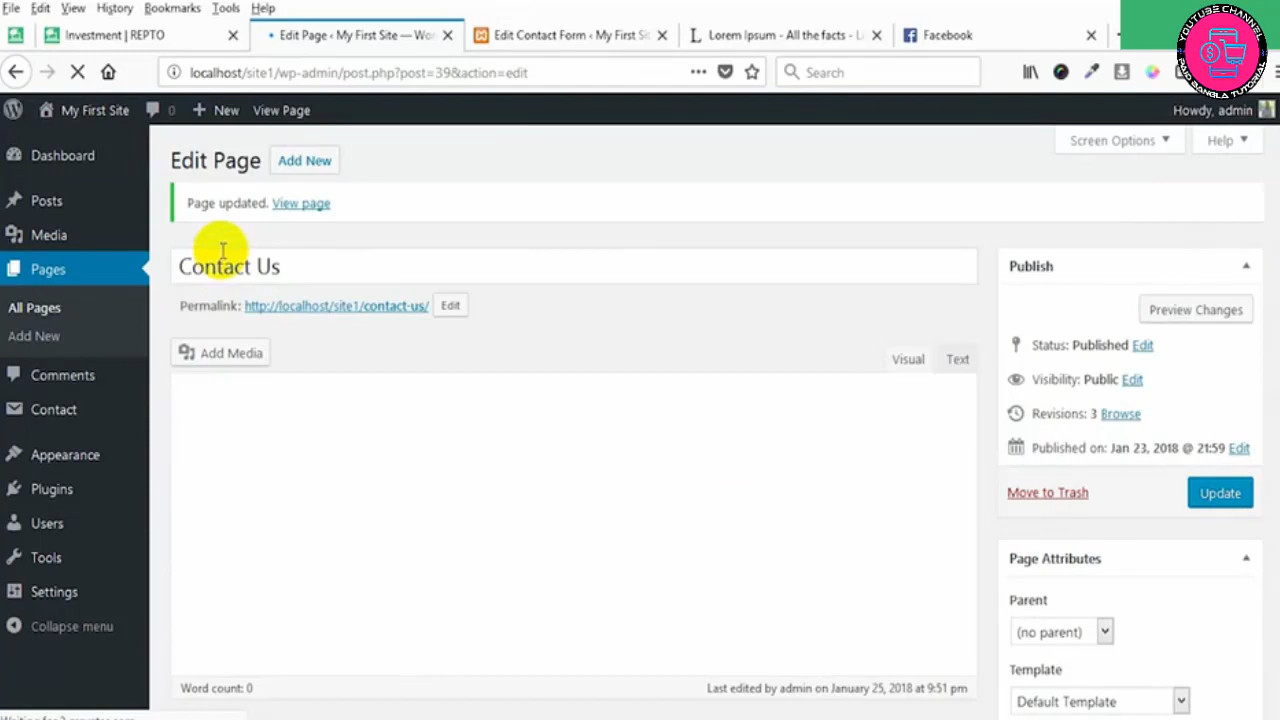 File Edit View History Bookmarks Tools Help
Investment | REPTO
Edit Page ‹ My First Site — Wor
Edit Contact Form ‹ My First Si
Lorem Ipsum - All the facts - L
Facebook
localhost/site1/wp-admin/post.php?post=39&action=edit
Search
YOUTUBE CHANNEL
PAID BANGLA TUTORIAL
My First Site
0
New
View Page
Howdy, admin
Dashboard
Posts
Media
Pages
All Pages
Add New
Comments
Contact
Appearance
Plugins
Users
Tools
Settings
Collapse menu
Screen Options
Help
Edit Page
Add New
Page updated. View page
Contact Us
Permalink: http://localhost/site1/contact-us/ Edit
Add Media
Visual
Text
Word count: 0
Last edited by admin on January 25, 2018 at 9:51 pm
Publish
Preview Changes
Status: Published Edit
Visibility: Public Edit
Revisions: 3 Browse
Published on: Jan 23, 2018 @ 21:59 Edit
Move to Trash
Update
Page Attributes
Parent
(no parent)
Template
Default Template